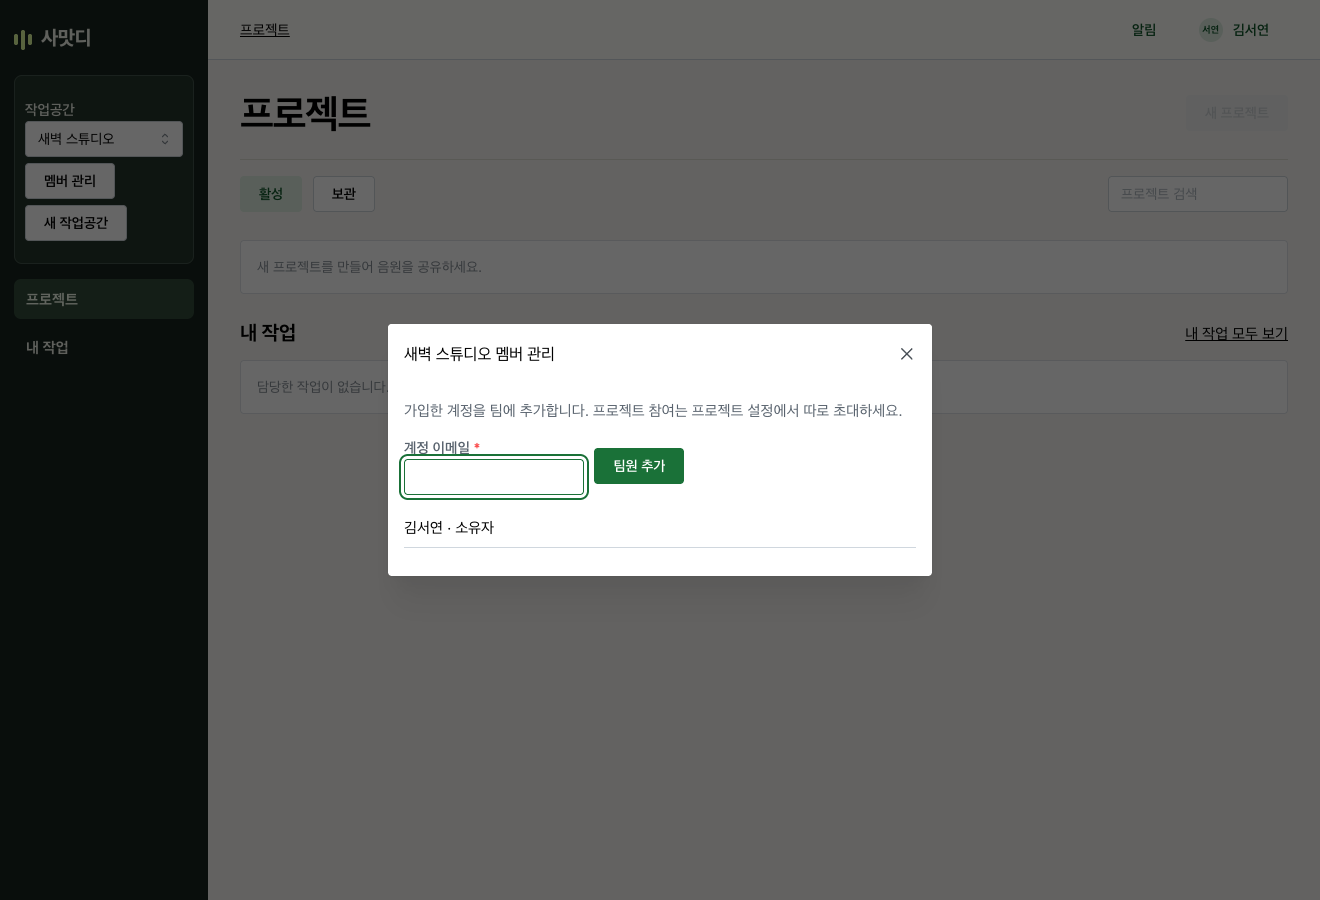 사맛디
작업공간
새벽 스튜디오
멤버 관리
새 작업공간
프로젝트
내 작업
프로젝트
알림
서연
김서연
프로젝트
새 프로젝트
활성
보관
프로젝트 검색
새 프로젝트를 만들어 음원을 공유하세요.
내 작업
내 작업 모두 보기
담당한 작업이 없습니다.
새벽 스튜디오 멤버 관리
가입한 계정을 팀에 추가합니다. 프로젝트 참여는 프로젝트 설정에서 따로 초대하세요.
계정 이메일 *
팀원 추가
김서연 · 소유자